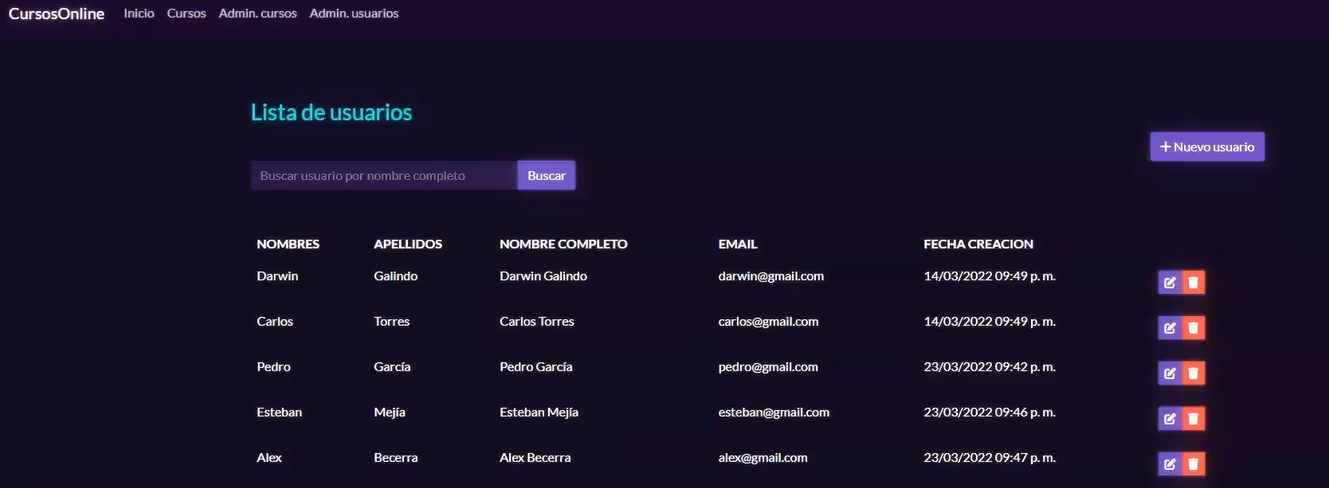 CursosOnline Inicio Cursos Admin. cursos Admin. usuarios
Lista de usuarios
Nuevo usuario
Buscar usuario por nombre completo Buscar
NOMBRES APELLIDOS NOMBRE COMPLETO EMAIL FECHA CREACION
Darwin Galindo Darwin Galindo darwin@gmail.com 14/03/2022 09:49 p. m.
Carlos Torres Carlos Torres carlos@gmail.com 14/03/2022 09:49 p. m.
Pedro García Pedro García pedro@gmail.com 23/03/2022 09:42 p. m.
Esteban Mejía Esteban Mejía esteban@gmail.com 23/03/2022 09:46 p. m.
Alex Becerra Alex Becerra alex@gmail.com 23/03/2022 09:47 p. m.